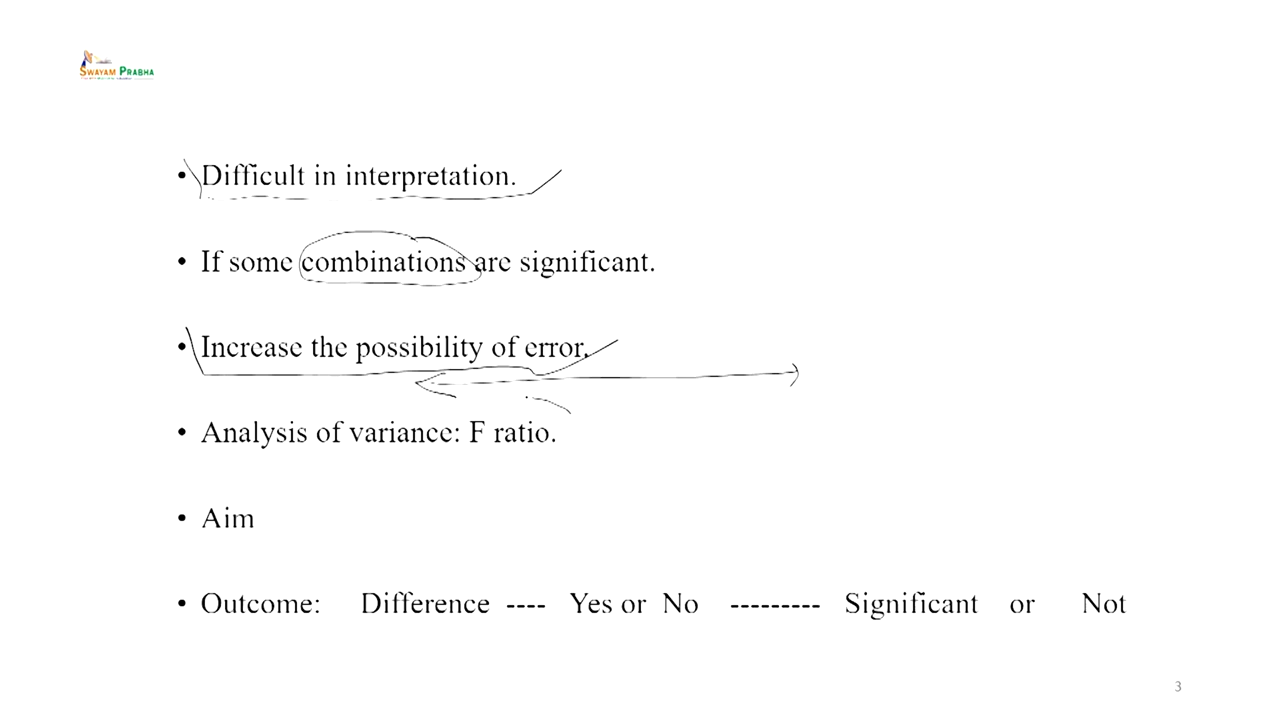 SWAYAM PRABHA
• Difficult in interpretation.
• If some combinations are significant.
• Increase the possibility of error.
• Analysis of variance: F ratio.
• Aim
• Outcome: Difference ---- Yes or No --------- Significant or Not
3